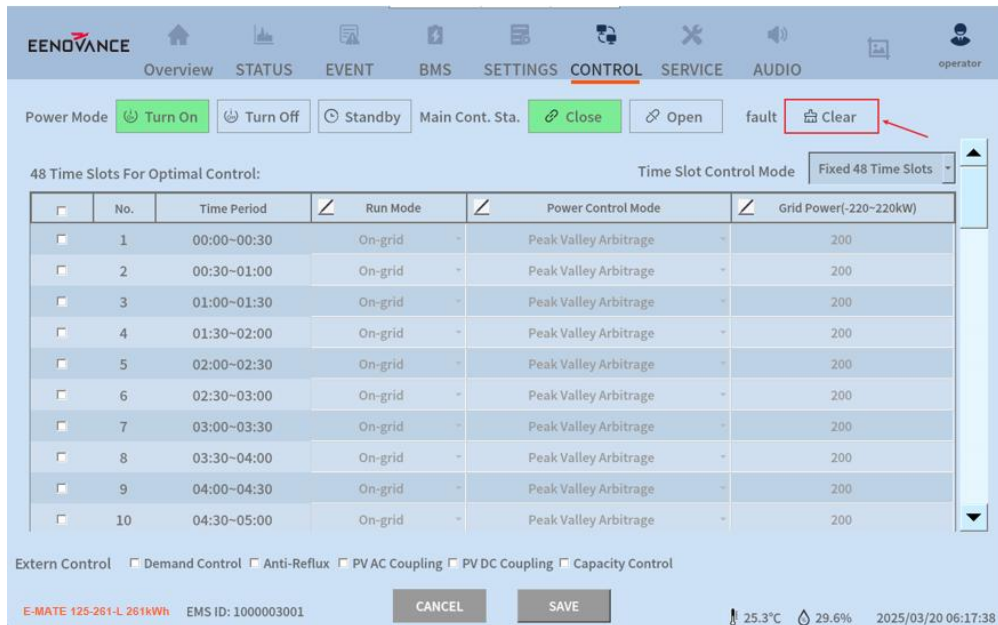 EENOVANCE
Overview STATUS EVENT BMS SETTINGS CONTROL SERVICE AUDIO operator
Power Mode Turn On Turn Off Standby Main Cont. Sta. Close Open fault Clear
48 Time Slots For Optimal Control: Time Slot Control Mode Fixed 48 Time Slots
No. Time Period Run Mode Power Control Mode Grid Power(-220~220kW)
1 00:00~00:30 On-grid Peak Valley Arbitrage 200
2 00:30~01:00 On-grid Peak Valley Arbitrage 200
3 01:00~01:30 On-grid Peak Valley Arbitrage 200
4 01:30~02:00 On-grid Peak Valley Arbitrage 200
5 02:00~02:30 On-grid Peak Valley Arbitrage 200
6 02:30~03:00 On-grid Peak Valley Arbitrage 200
7 03:00~03:30 On-grid Peak Valley Arbitrage 200
8 03:30~04:00 On-grid Peak Valley Arbitrage 200
9 04:00~04:30 On-grid Peak Valley Arbitrage 200
10 04:30~05:00 On-grid Peak Valley Arbitrage 200
Extern Control Demand Control Anti-Reflux PV AC Coupling PV DC Coupling Capacity Control
E-MATE 125-261-L 261kWh EMS ID: 1000003001 CANCEL SAVE 25.3°C 29.6% 2025/03/20 06:17:38